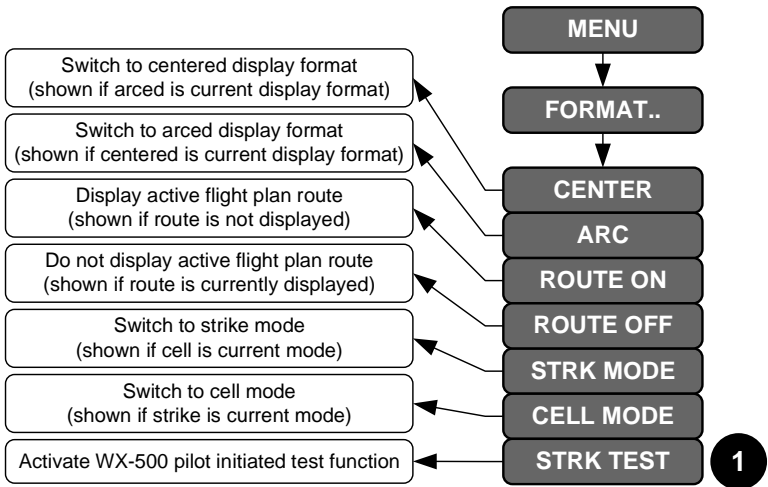 MENU
FORMAT..
Switch to centered display format
(shown if arced is current display format)
CENTER
Switch to arced display format
(shown if centered is current display format)
ARC
Display active flight plan route
(shown if route is not displayed)
ROUTE ON
Do not display active flight plan route
(shown if route is currently displayed)
ROUTE OFF
Switch to strike mode
(shown if cell is current mode)
STRK MODE
Switch to cell mode
(shown if strike is current mode)
CELL MODE
Activate WX-500 pilot initiated test function
STRK TEST
1